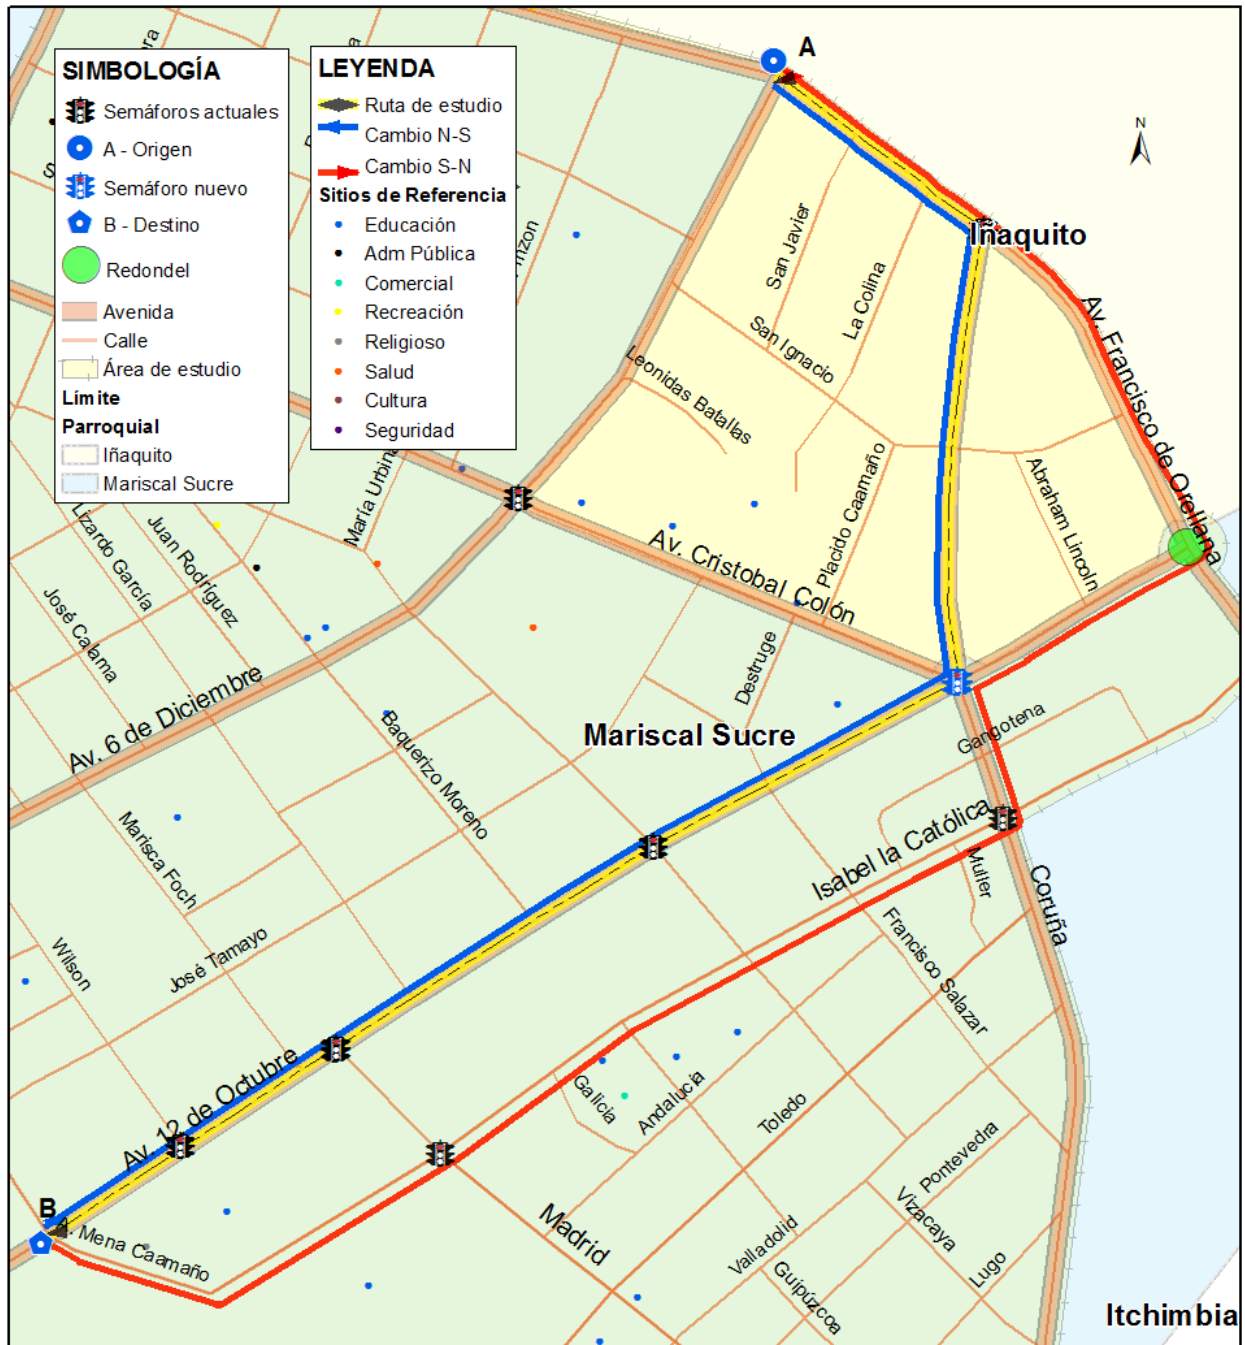 A
N
SIMBOLOGÍA
Semáforos actuales
A - Origen
Semáforo nuevo
B - Destino
Redondel
Avenida
Calle
Área de estudio
Límite
Parroquial
Iñaquito
Mariscal Sucre
LEYENDA
Ruta de estudio
Cambio N-S
Cambio S-N
Sitios de Referencia
Educación
Adm Pública
Comercial
Recreación
Religioso
Salud
Cultura
Seguridad
Iñaquito
San Javier
La Colina
San Ignacio
Leonidas Batallas
Av. Francisco de Orellana
Abraham Lincoln
Placido Caamaño
Av. Cristobal Colón
María Urbina
Lizardo García
Juan Rodríguez
José Calama
Destruge
Av. 6 de Diciembre
Mariscal Sucre
Gangotena
Baquerizo Moreno
Marisca Foch
Isabel la Católica
Muller
Coruña
Francisco Salazar
Wilson
José Tamayo
Av. 12 de Octubre
Galicia
Andalucía
Toledo
Pontevedra
Vizacaya
B
Mena Caamaño
Madrid
Valladolid
Guipúzcoa
Lugo
Itchimbia